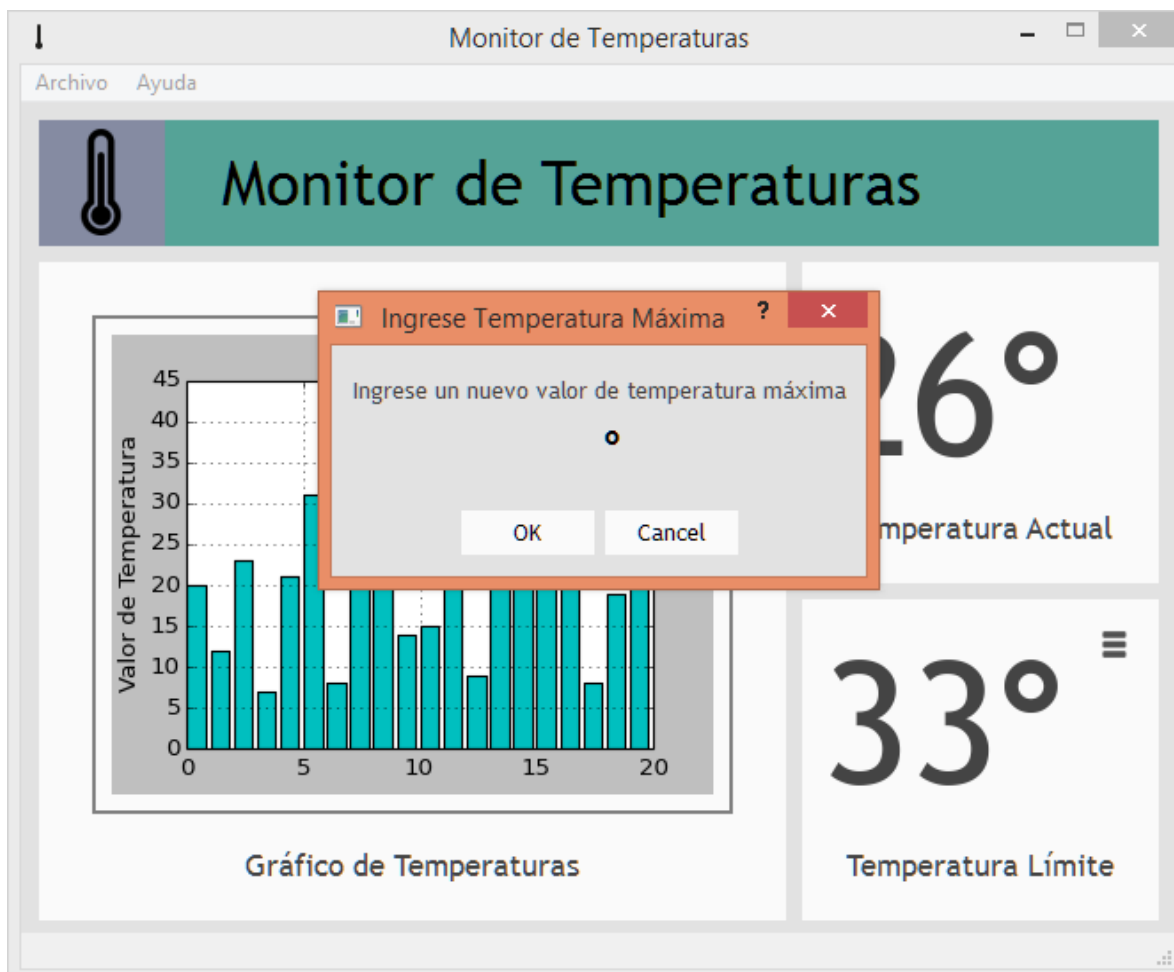 Monitor de Temperaturas
Archivo Ayuda
Monitor de Temperaturas
Ingrese Temperatura Máxima ?
Ingrese un nuevo valor de temperatura máxima
°
OK Cancel
26°
Temperatura Actual
45
40
35
30
25
20
15
10
5
0
Valor de Temperatura
0 5 10 15 20
Gráfico de Temperaturas
33°
Temperatura Límite